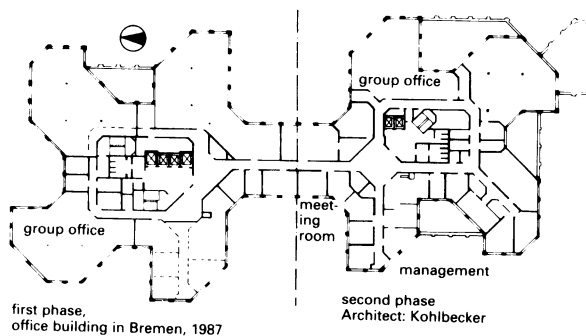 group office
meet-
ing
room
group office
management
first phase,
office building in Bremen, 1987
second phase
Architect: Kohlbecker